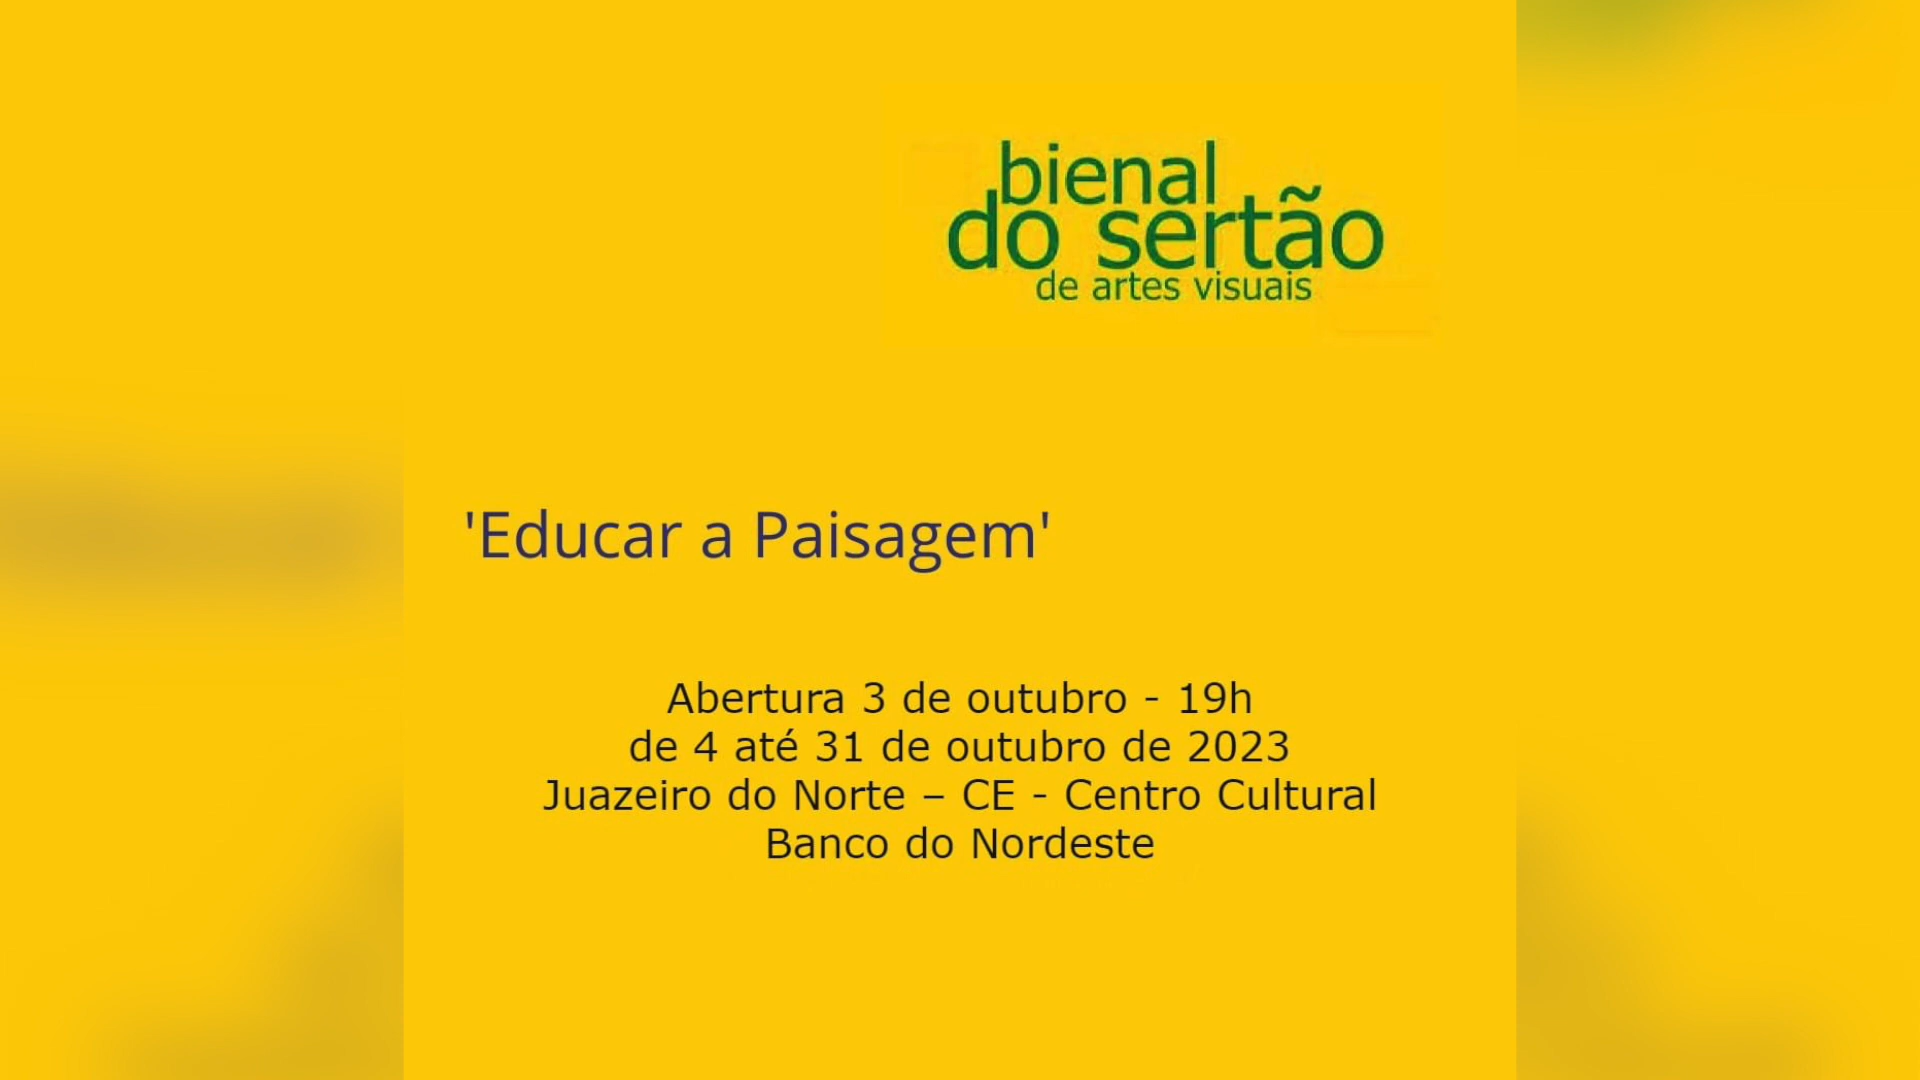 bienal
do sertão
de artes visuais
'Educar a Paisagem'
Abertura 3 de outubro - 19h
de 4 até 31 de outubro de 2023
Juazeiro do Norte – CE - Centro Cultural
Banco do Nordeste